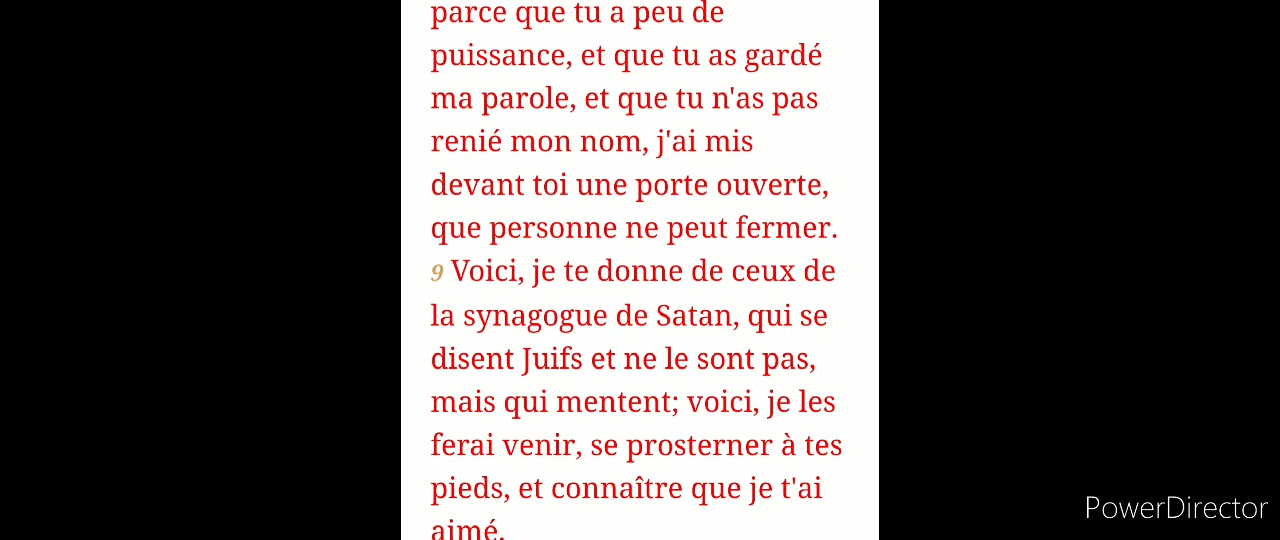 parce que tu a peu de
puissance, et que tu as gardé
ma parole, et que tu n'as pas
renié mon nom, j'ai mis
devant toi une porte ouverte,
que personne ne peut fermer.
9 Voici, je te donne de ceux de
la synagogue de Satan, qui se
disent Juifs et ne le sont pas,
mais qui mentent; voici, je les
ferai venir, se prosterner à tes
pieds, et connaître que je t'ai
aimé.
PowerDirector